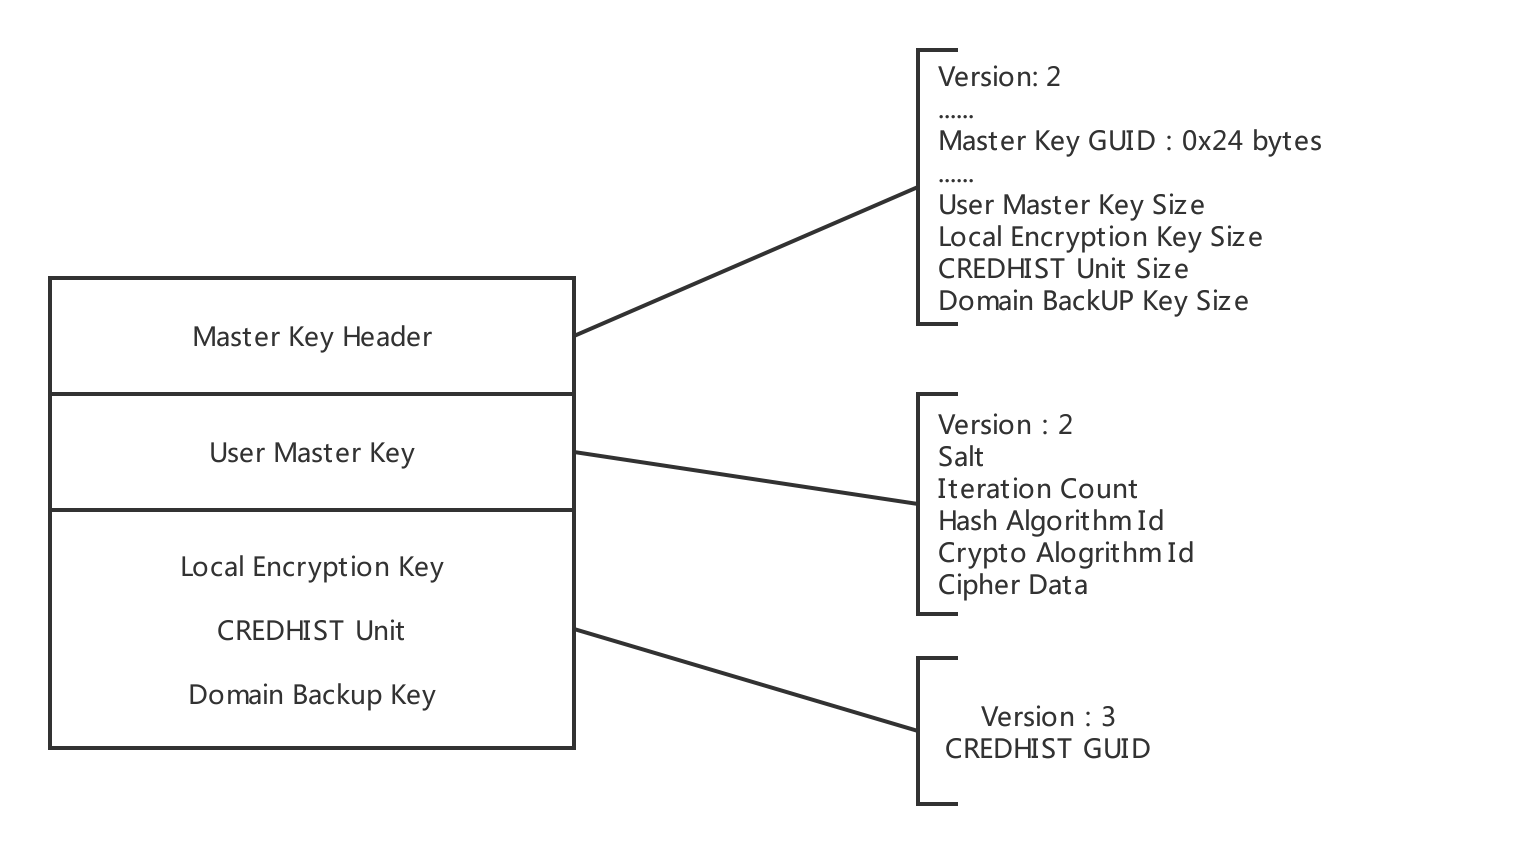 Master Key Header
User Master Key
Local Encryption Key
CREDHIST Unit
Domain Backup Key
Version: 2
......
Master Key GUID : 0x24 bytes
......
User Master Key Size
Local Encryption Key Size
CREDHIST Unit Size
Domain BackUP Key Size
Version : 2
Salt
Iteration Count
Hash Algorithm Id
Crypto Alogrithm Id
Cipher Data
Version : 3
CREDHIST GUID